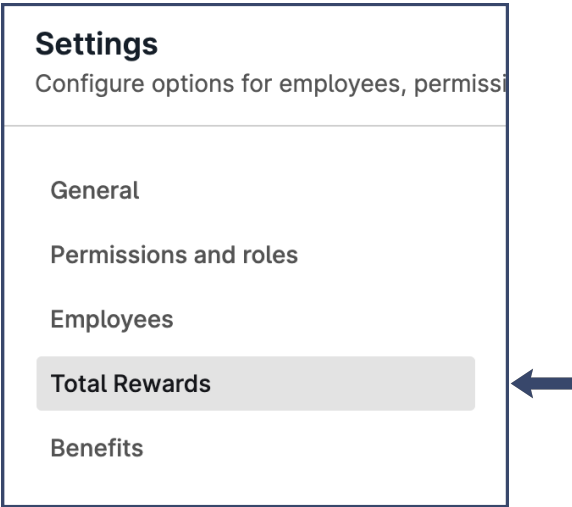 Settings
Configure options for employees, permissi
General
Permissions and roles
Employees
Total Rewards
Benefits